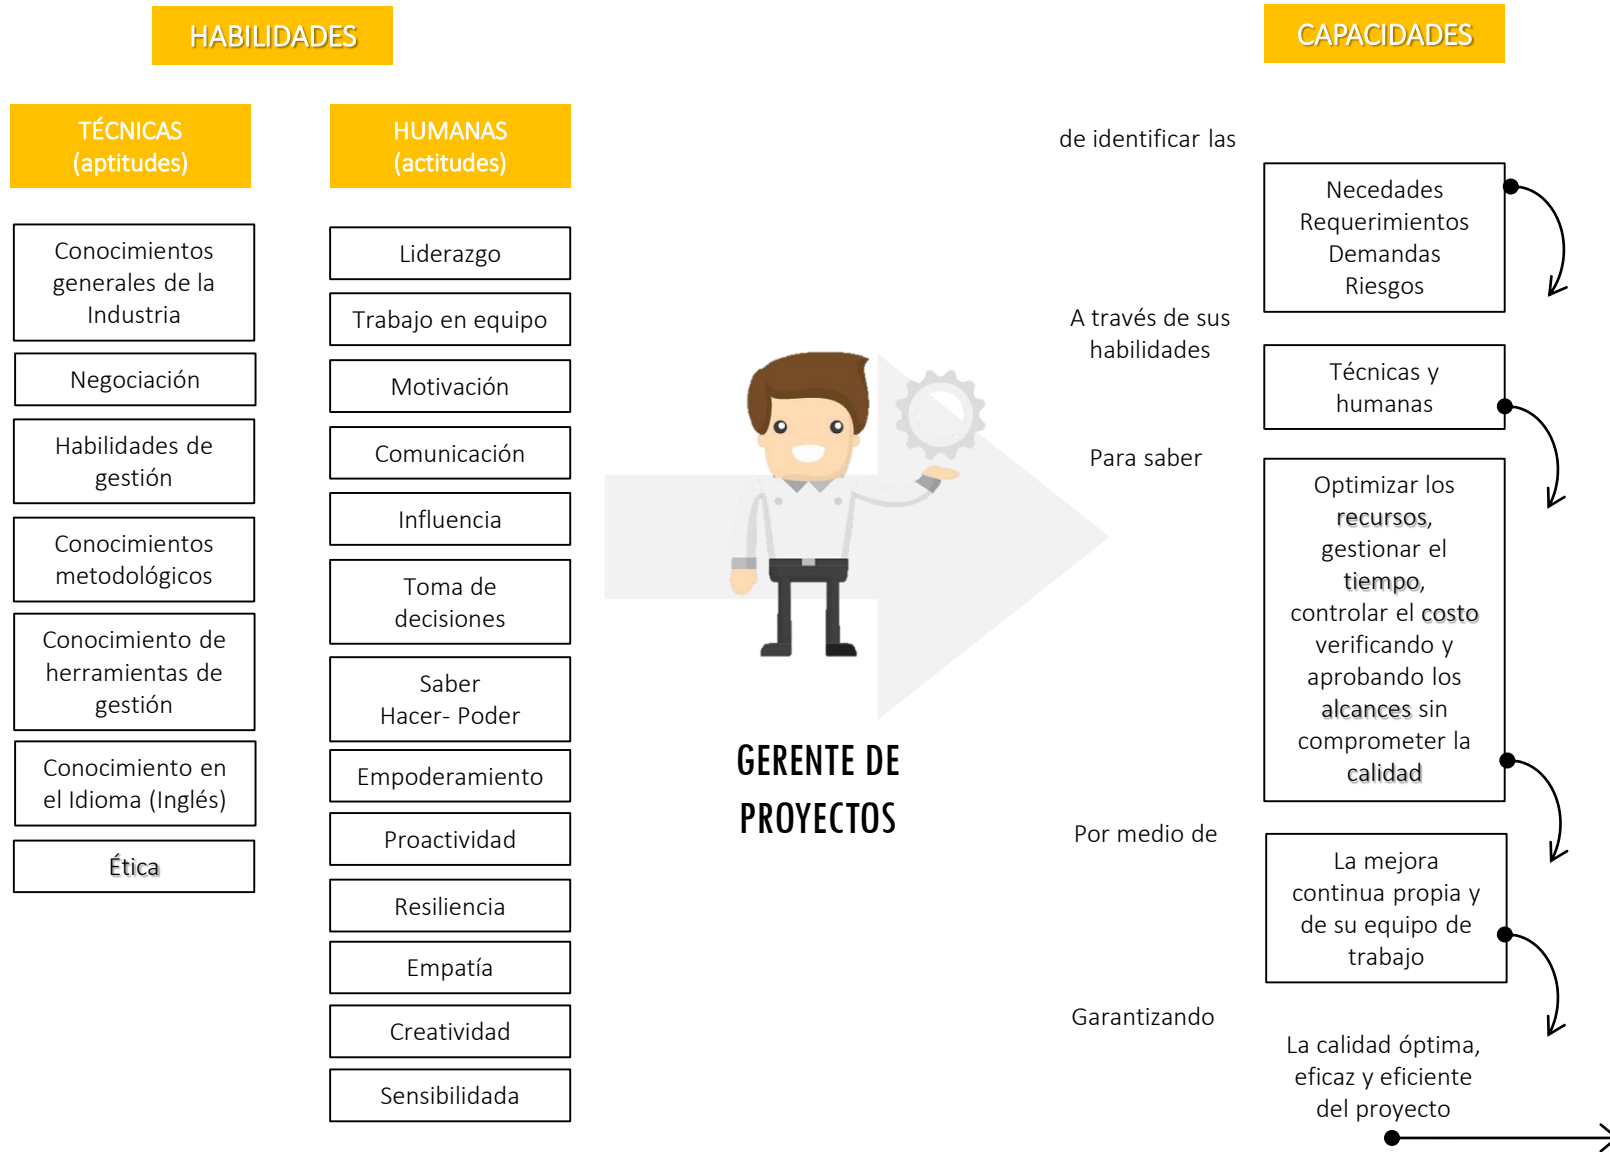 HABILIDADES
TÉCNICAS
(aptitudes)
Conocimientos
generales de la
Industria
Negociación
Habilidades de
gestión
Conocimientos
metodológicos
Conocimiento de
herramientas de
gestión
Conocimiento en
el Idioma (Inglés)
Ética
HUMANAS
(actitudes)
Liderazgo
Trabajo en equipo
Motivación
Comunicación
Influencia
Toma de
decisiones
Saber
Hacer- Poder
Empoderamiento
Proactividad
Resiliencia
Empatía
Creatividad
Sensibilidada
GERENTE DE
PROYECTOS
CAPACIDADES
de identificar las
Necedades
Requerimientos
Demandas
Riesgos
A través de sus
habilidades
Técnicas y
humanas
Para saber
Optimizar los
recursos,
gestionar el
tiempo,
controlar el costo
verificando y
aprobando los
alcances sin
comprometer la
calidad
Por medio de
La mejora
continua propia y
de su equipo de
trabajo
Garantizando
La calidad óptima,
eficaz y eficiente
del proyecto